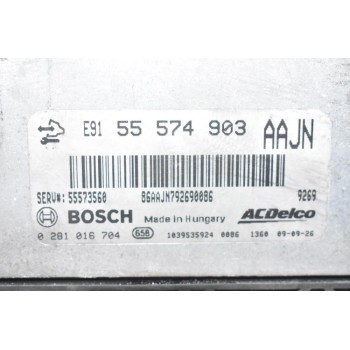 E91 55 574 903 AAJN
SERV#: 55573560 86AAJN792690086 9269
BOSCH Made in Hungary ACDelco
0 281 016 704 658 1039S35924 0086 1360 09-09-26